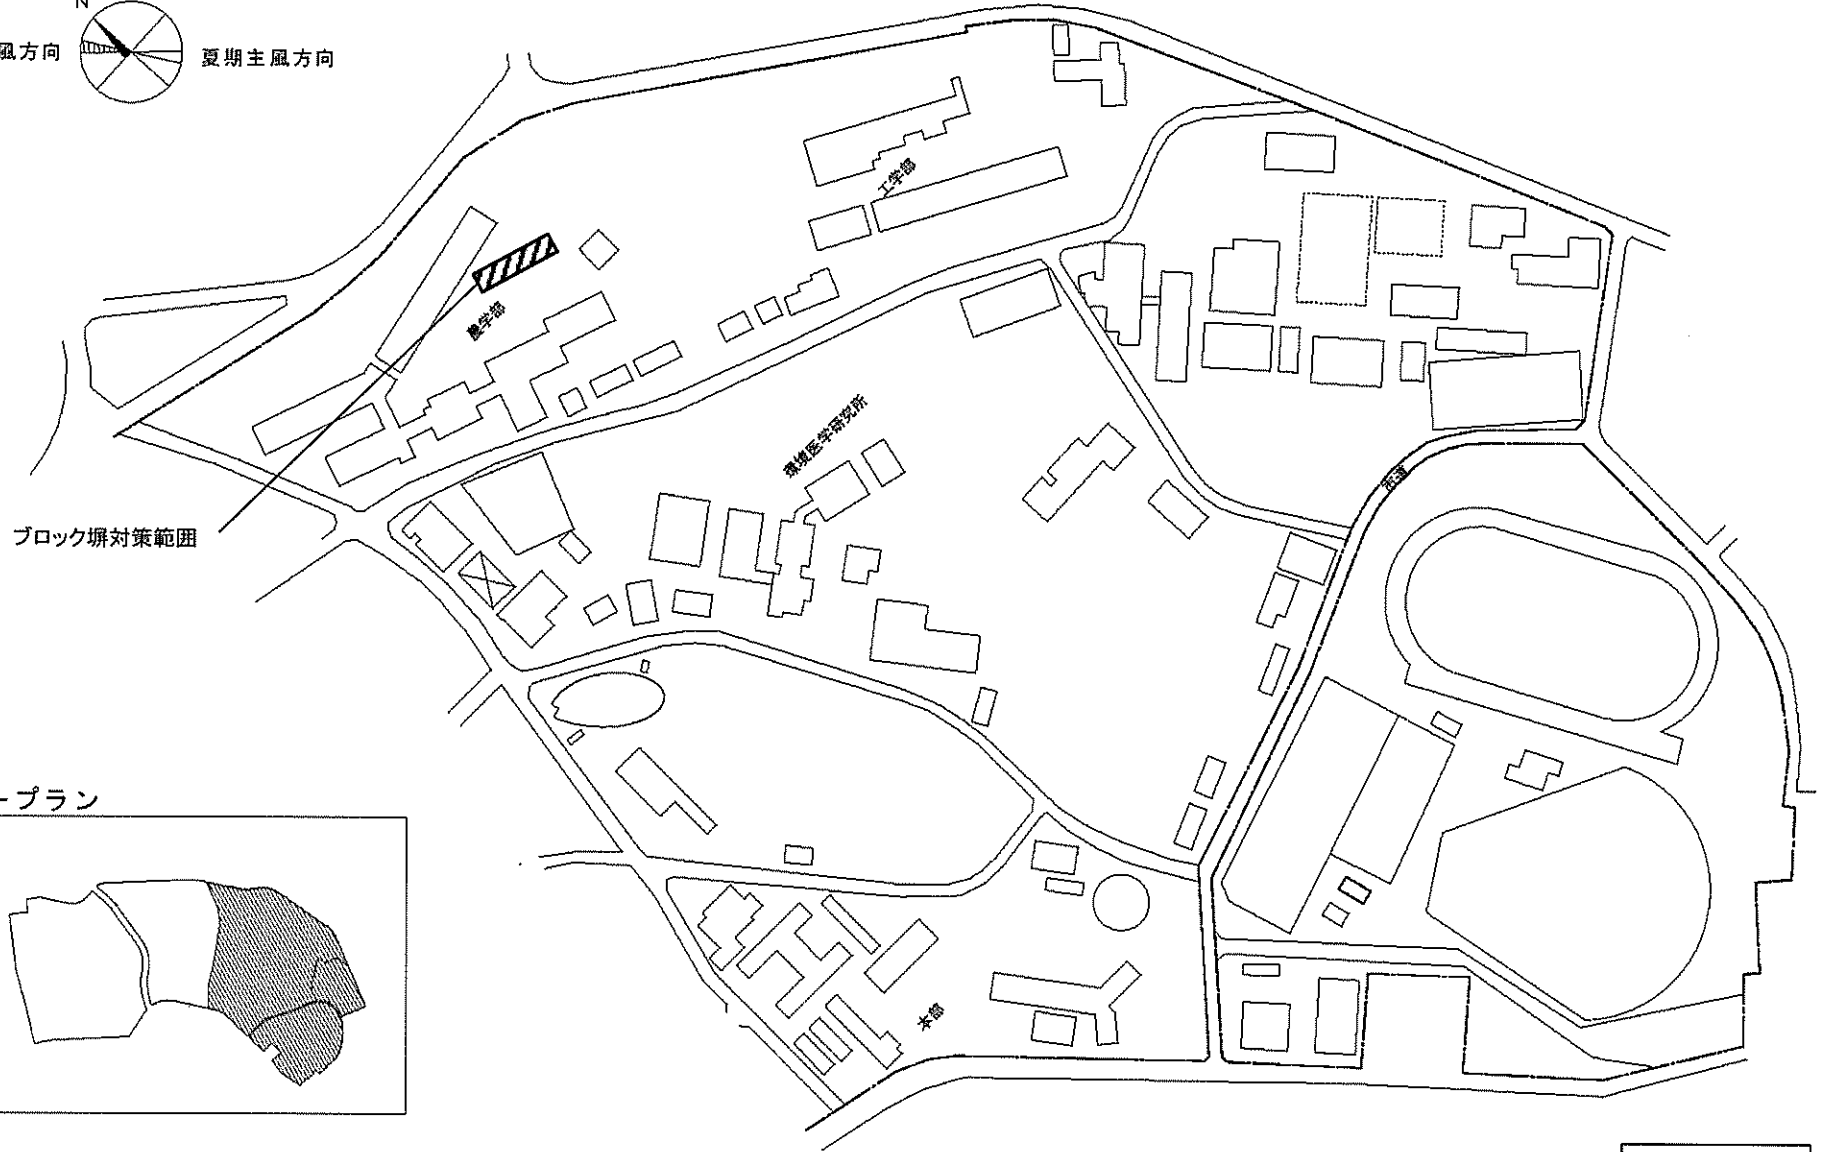 N
風方向
夏期主風方向
工学部
農学部
環境医学研究所
市道
ブロック塀対策範囲
ープラン
本部